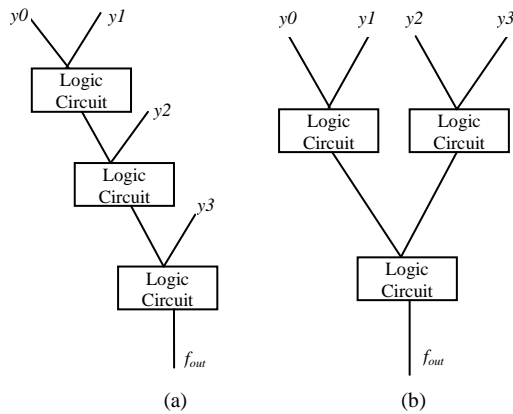 y0 y1
Logic
Circuit
y2
Logic
Circuit
y3
Logic
Circuit
fout
(a)
y0 y1 y2 y3
Logic
Circuit
Logic
Circuit
Logic
Circuit
fout
(b)